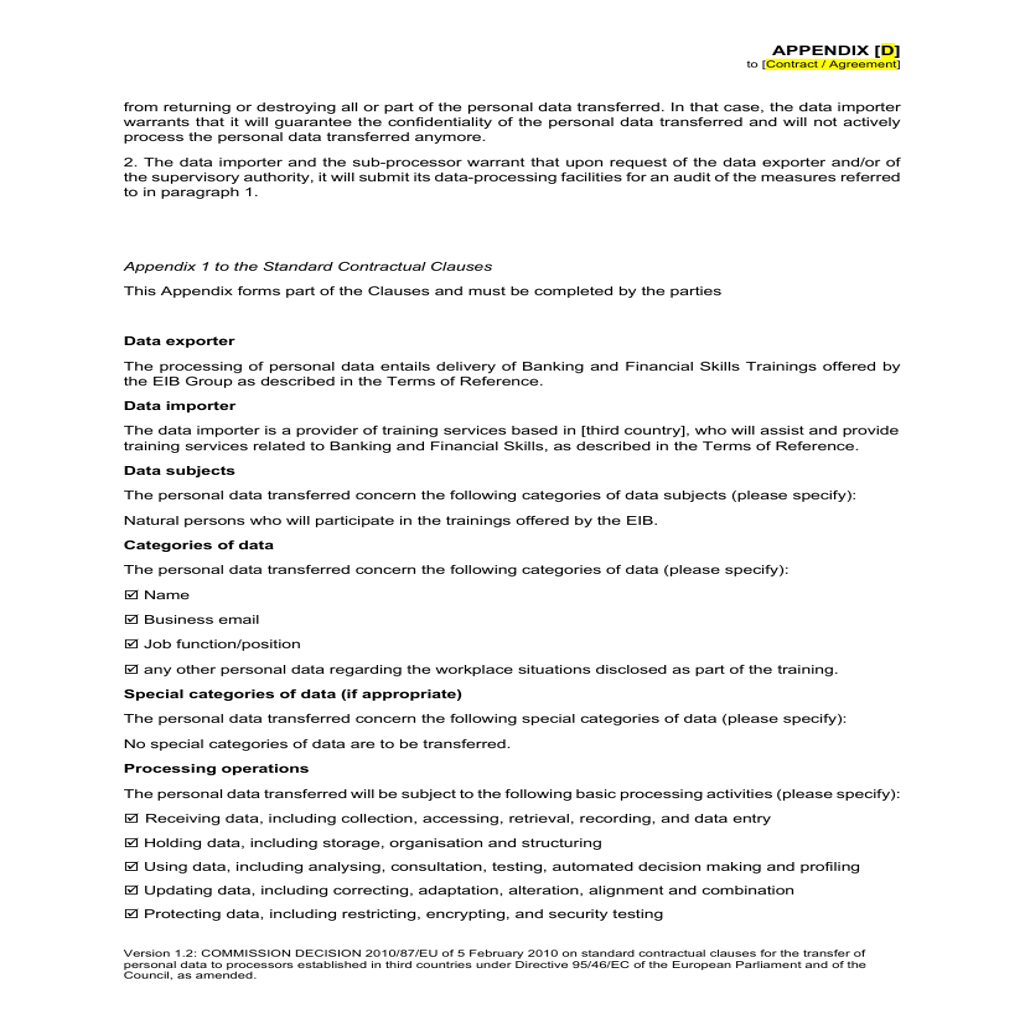 APPENDIX [D]
to [Contract / Agreement]
from returning or destroying all or part of the personal data transferred. In that case, the data importer
warrants that it will guarantee the confidentiality of the personal data transferred and will not actively
process the personal data transferred anymore.
2. The data importer and the sub-processor warrant that upon request of the data exporter and/or of
the supervisory authority, it will submit its data-processing facilities for an audit of the measures referred
to in paragraph 1.
Appendix 1 to the Standard Contractual Clauses
This Appendix forms part of the Clauses and must be completed by the parties
Data exporter
The processing of personal data entails delivery of Banking and Financial Skills Trainings offered by
the EIB Group as described in the Terms of Reference.
Data importer
The data importer is a provider of training services based in [third country], who will assist and provide
training services related to Banking and Financial Skills, as described in the Terms of Reference.
Data subjects
The personal data transferred concern the following categories of data subjects (please specify):
Natural persons who will participate in the trainings offered by the EIB.
Categories of data
The personal data transferred concern the following categories of data (please specify):
☑ Name
☑ Business email
☑ Job function/position
☑ any other personal data regarding the workplace situations disclosed as part of the training.
Special categories of data (if appropriate)
The personal data transferred concern the following special categories of data (please specify):
No special categories of data are to be transferred.
Processing operations
The personal data transferred will be subject to the following basic processing activities (please specify):
☑ Receiving data, including collection, accessing, retrieval, recording, and data entry
☑ Holding data, including storage, organisation and structuring
☑ Using data, including analysing, consultation, testing, automated decision making and profiling
☑ Updating data, including correcting, adaptation, alteration, alignment and combination
☑ Protecting data, including restricting, encrypting, and security testing
Version 1.2: COMMISSION DECISION 2010/87/EU of 5 February 2010 on standard contractual clauses for the transfer of
personal data to processors established in third countries under Directive 95/46/EC of the European Parliament and of the
Council, as amended.